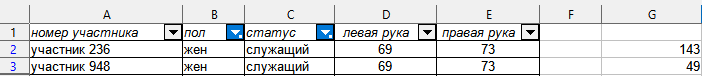 A B C D E F G
1 номер участника пол статус левая рука правая рука
2 участник 236 жен служащий 69 73 143
3 участник 948 жен служащий 69 73 49